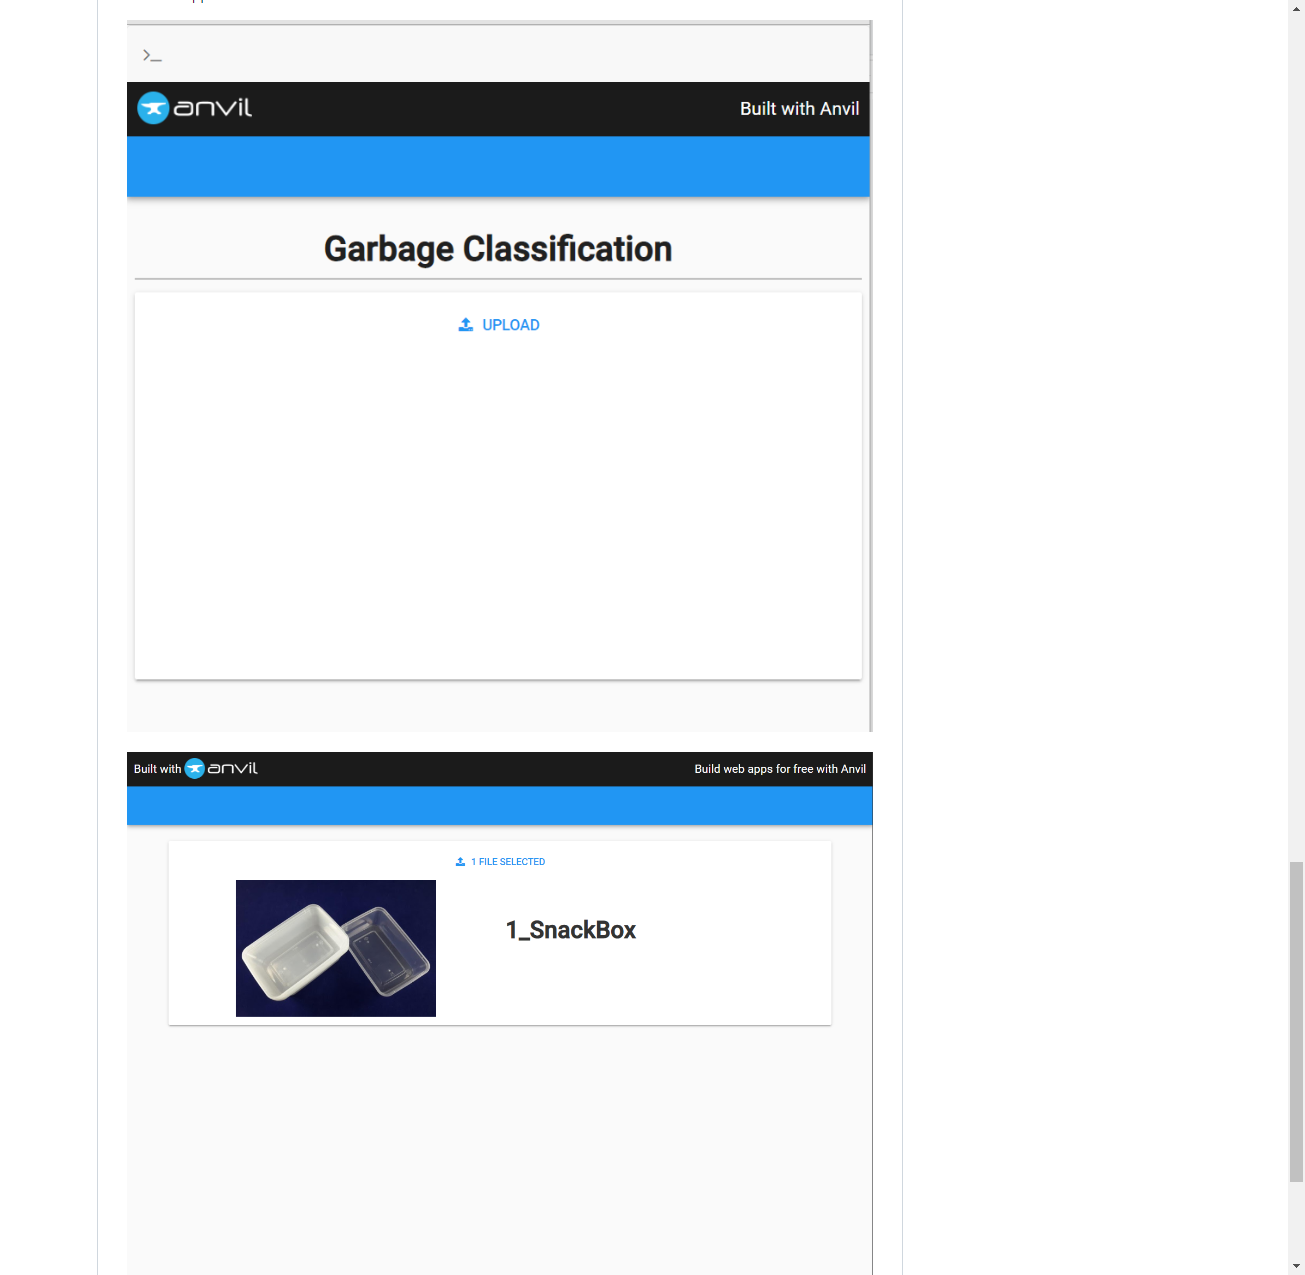 >_
anvil
Built with Anvil
Garbage Classification
UPLOAD
Built with anvil
Build web apps for free with Anvil
1 FILE SELECTED
1_SnackBox